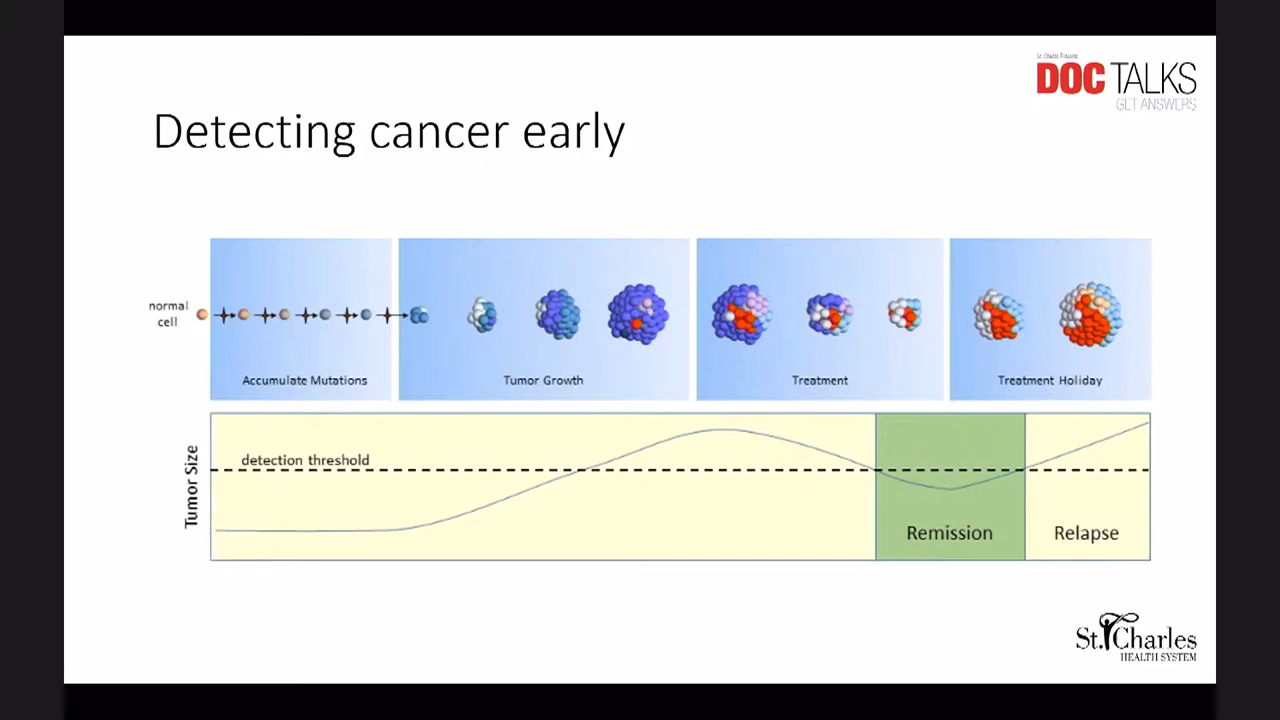 St. Charles Presents
DOC TALKS
GET ANSWERS
Detecting cancer early
normal
cell
Accumulate Mutations
Tumor Growth
Treatment
Treatment Holiday
Tumor Size
detection threshold
Remission
Relapse
St. Charles
HEALTH SYSTEM